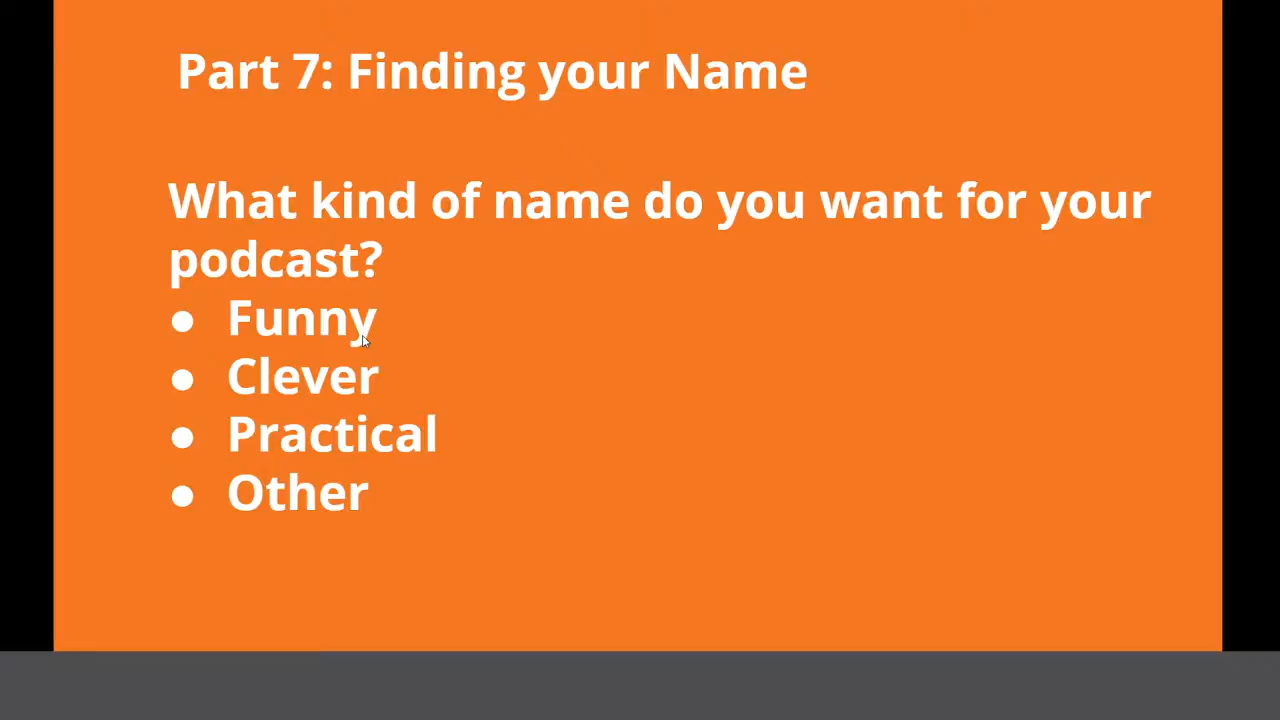 Part 7: Finding your Name
What kind of name do you want for your
podcast?
● Funny
● Clever
● Practical
● Other